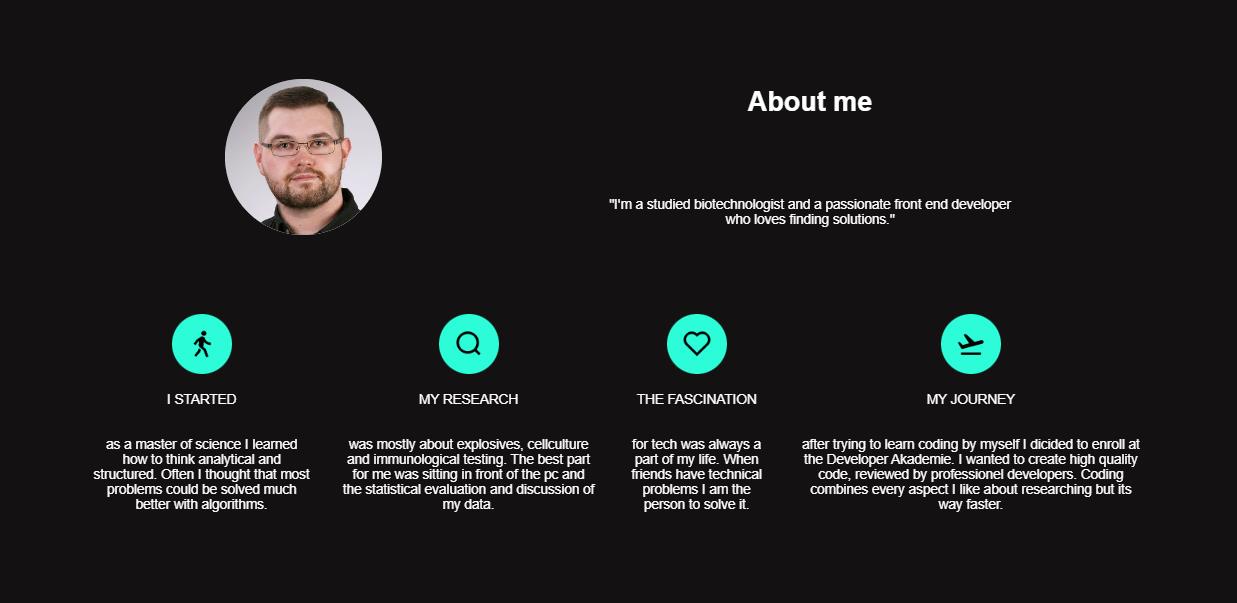 About me
"I'm a studied biotechnologist and a passionate front end developer
who loves finding solutions."
I STARTED
as a master of science I learned
how to think analytical and
structured. Often I thought that most
problems could be solved much
better with algorithms.
MY RESEARCH
was mostly about explosives, cellculture
and immunological testing. The best part
for me was sitting in front of the pc and
the statistical evaluation and discussion of
my data.
THE FASCINATION
for tech was always a
part of my life. When
friends have technical
problems I am the
person to solve it.
MY JOURNEY
after trying to learn coding by myself I dicided to enroll at
the Developer Akademie. I wanted to create high quality
code, reviewed by professionel developers. Coding
combines every aspect I like about researching but its
way faster.